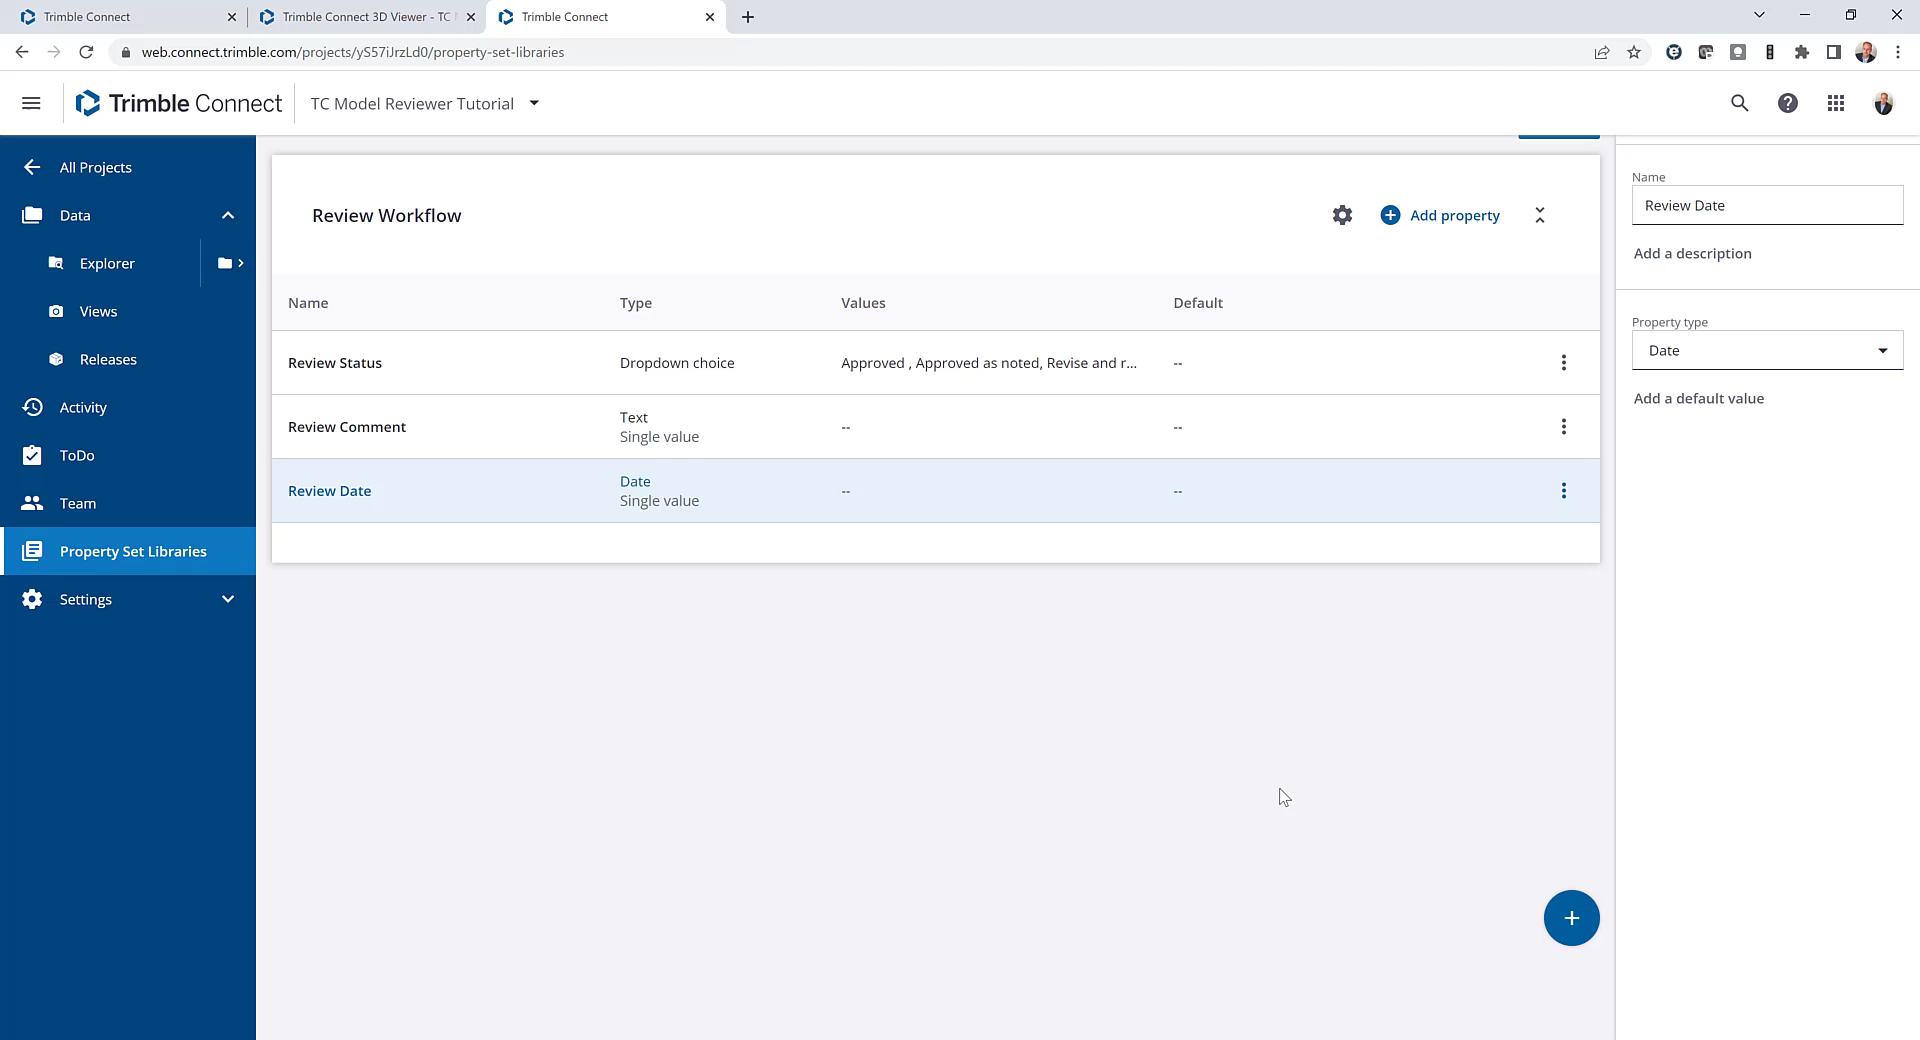 Trimble Connect
Trimble Connect 3D Viewer - TC
Trimble Connect
web.connect.trimble.com/projects/yS57iJrzLd0/property-set-libraries
Trimble Connect
TC Model Reviewer Tutorial
All Projects
Data
Explorer
Views
Releases
Activity
ToDo
Team
Property Set Libraries
Settings
Review Workflow
Add property
Name Type Values Default
Review Status Dropdown choice Approved , Approved as noted, Revise and r... --
Review Comment Text Single value -- --
Review Date Date Single value -- --
Name
Review Date
Add a description
Property type
Date
Add a default value